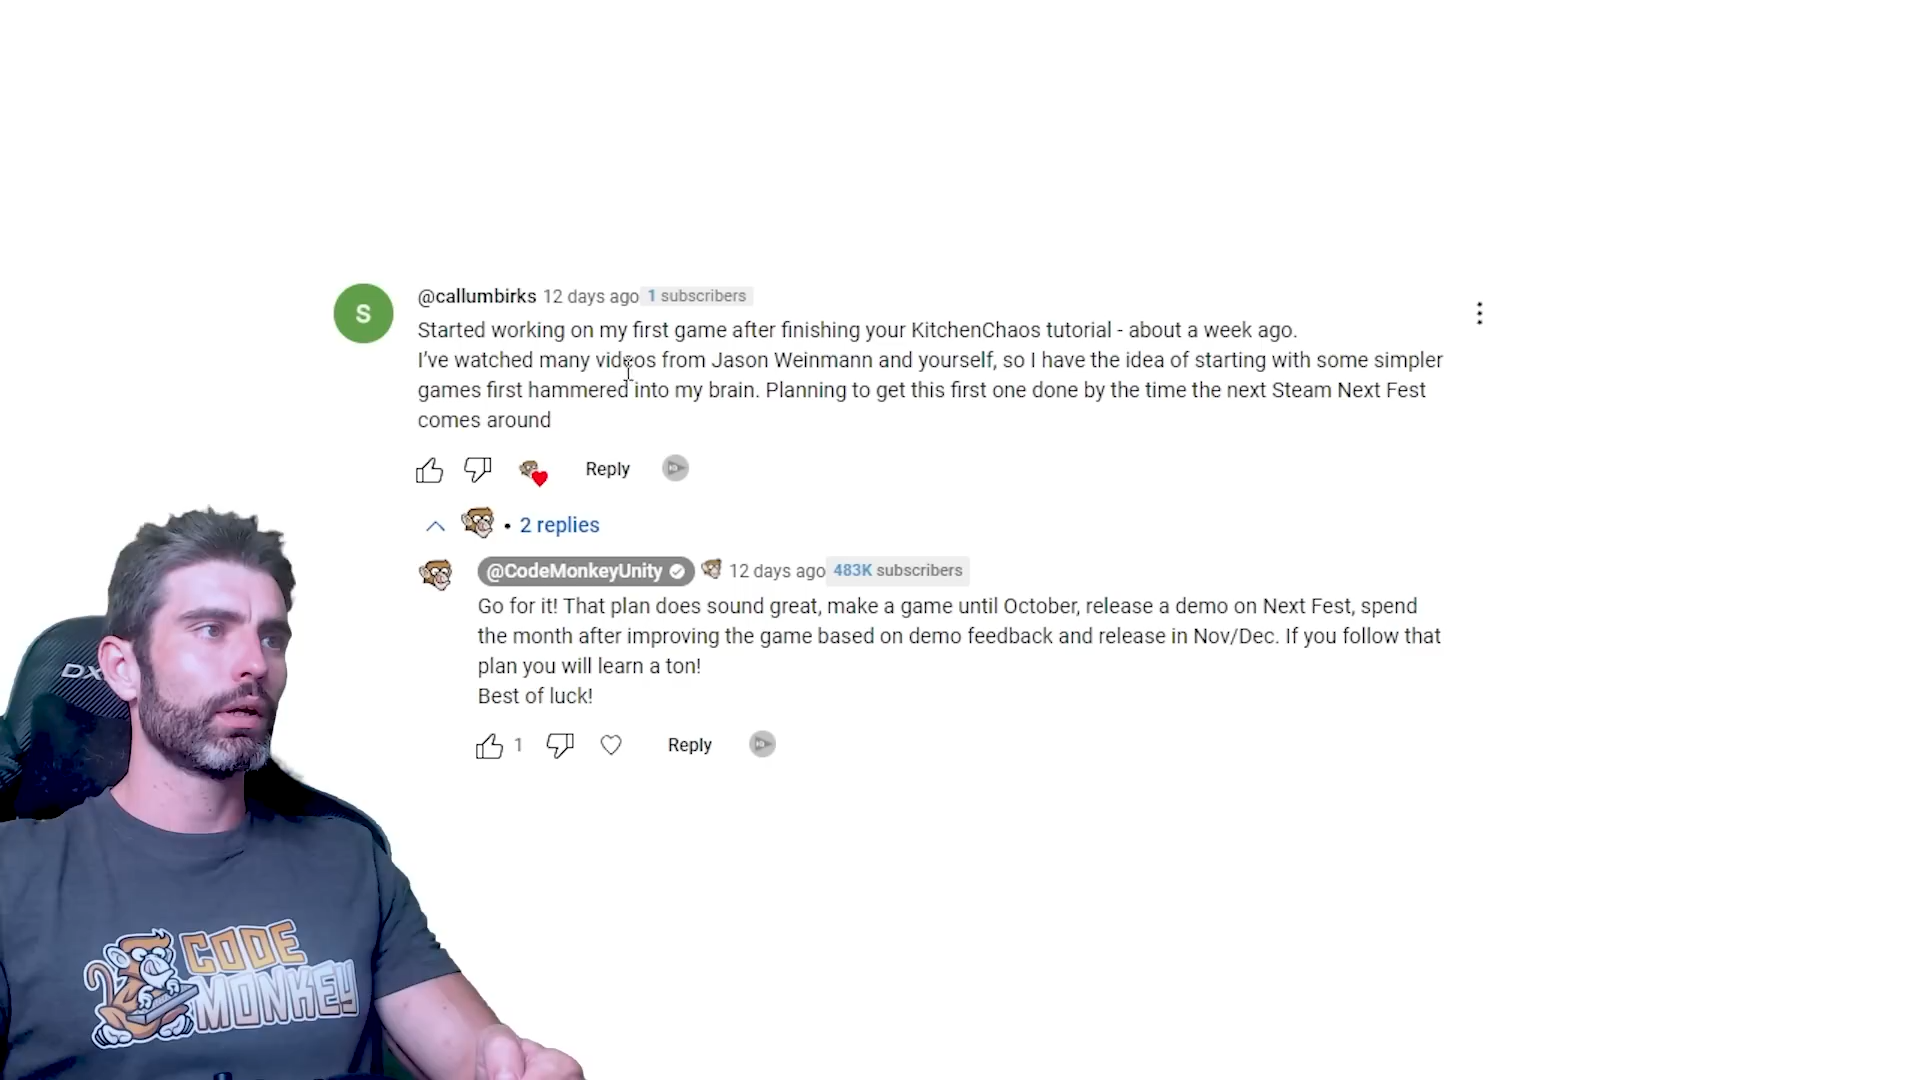 @callumbirks 12 days ago 1 subscribers
Started working on my first game after finishing your KitchenChaos tutorial - about a week ago.
I've watched many videos from Jason Weinmann and yourself, so I have the idea of starting with some simpler
games first hammered into my brain. Planning to get this first one done by the time the next Steam Next Fest
comes around
S
Reply
2 replies
@CodeMonkeyUnity 12 days ago 483K subscribers
Go for it! That plan does sound great, make a game until October, release a demo on Next Fest, spend
the month after improving the game based on demo feedback and release in Nov/Dec. If you follow that
plan you will learn a ton!
Best of luck!
1 Reply
DX
CODE
MONKEY